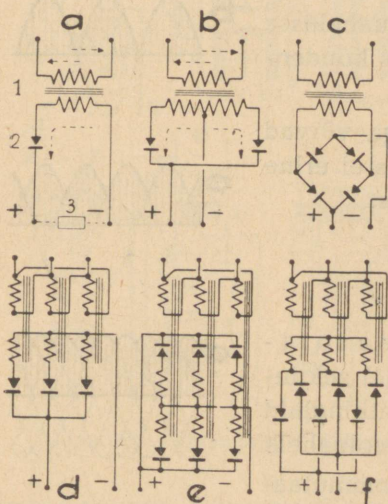 a b c
1
2
+ 3 − + − + −
+ − + − + −
d e f